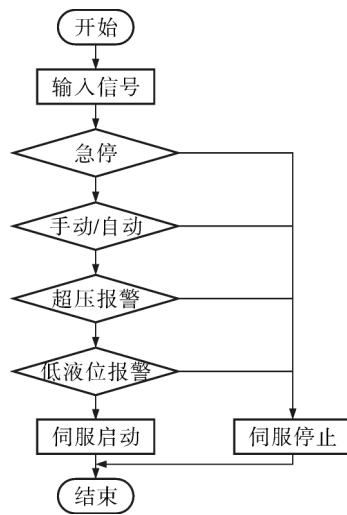 开始
输入信号
急停
手动/自动
超压报警
低液位报警
伺服启动
伺服停止
结束